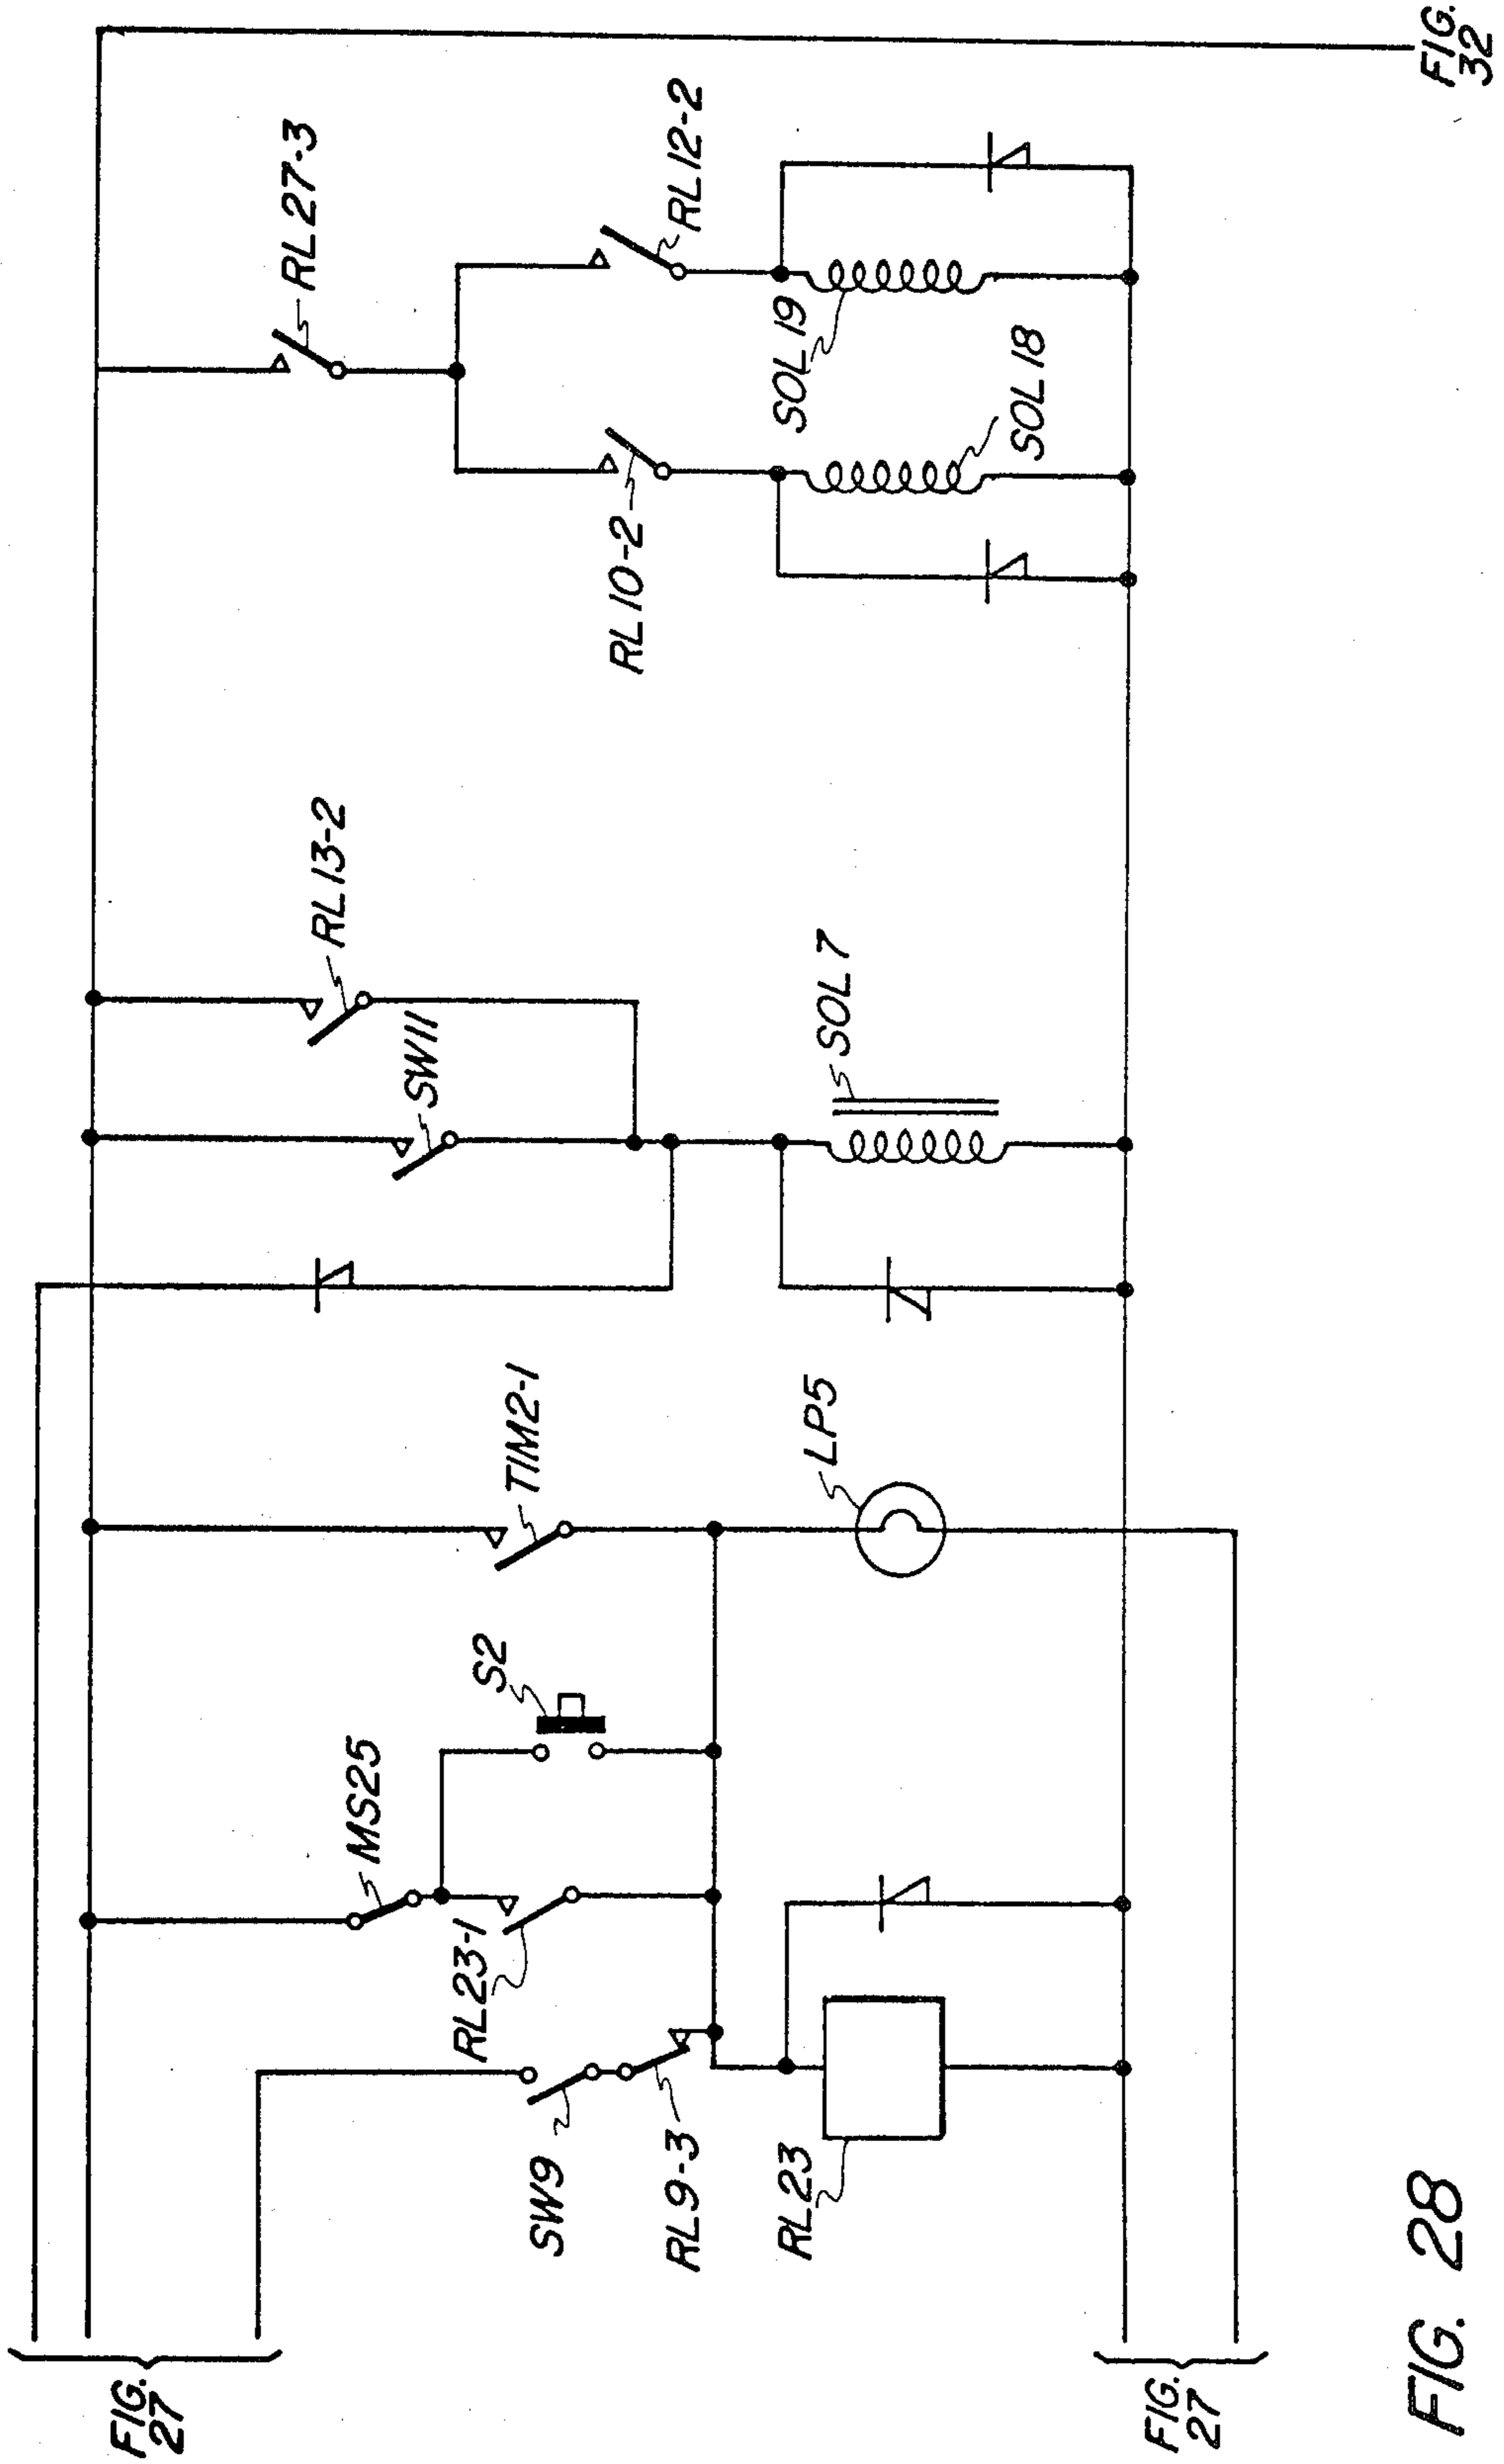 FIG.
27
SW9
RL9-3
RL23-1
MS25
S2
RL23
TIM2-1
LP5
SW11
RL13-2
SOL 7
RL10-2
RL27-3
RL12-2
SOL 19
SOL 18
FIG.
32
FIG.
27
FIG. 28